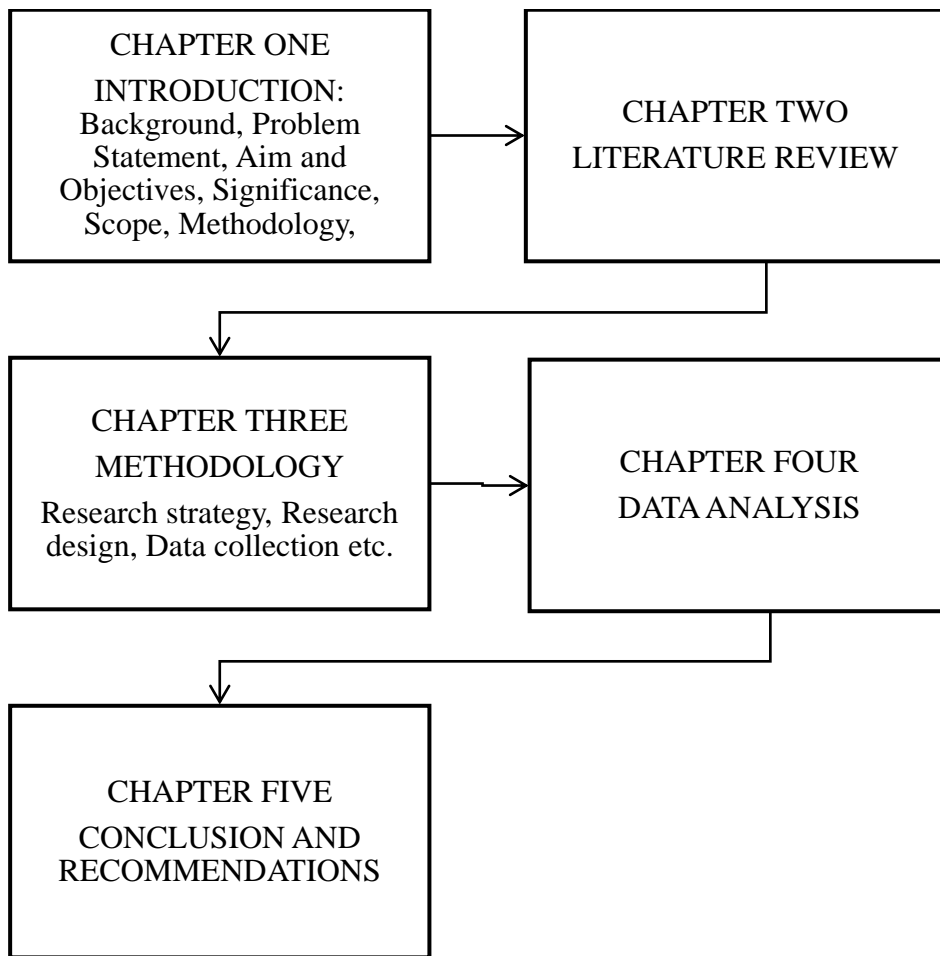 CHAPTER ONE
INTRODUCTION:
Background, Problem
Statement, Aim and
Objectives, Significance,
Scope, Methodology,
CHAPTER TWO
LITERATURE REVIEW
CHAPTER THREE
METHODOLOGY
Research strategy, Research
design, Data collection etc.
CHAPTER FOUR
DATA ANALYSIS
CHAPTER FIVE
CONCLUSION AND
RECOMMENDATIONS